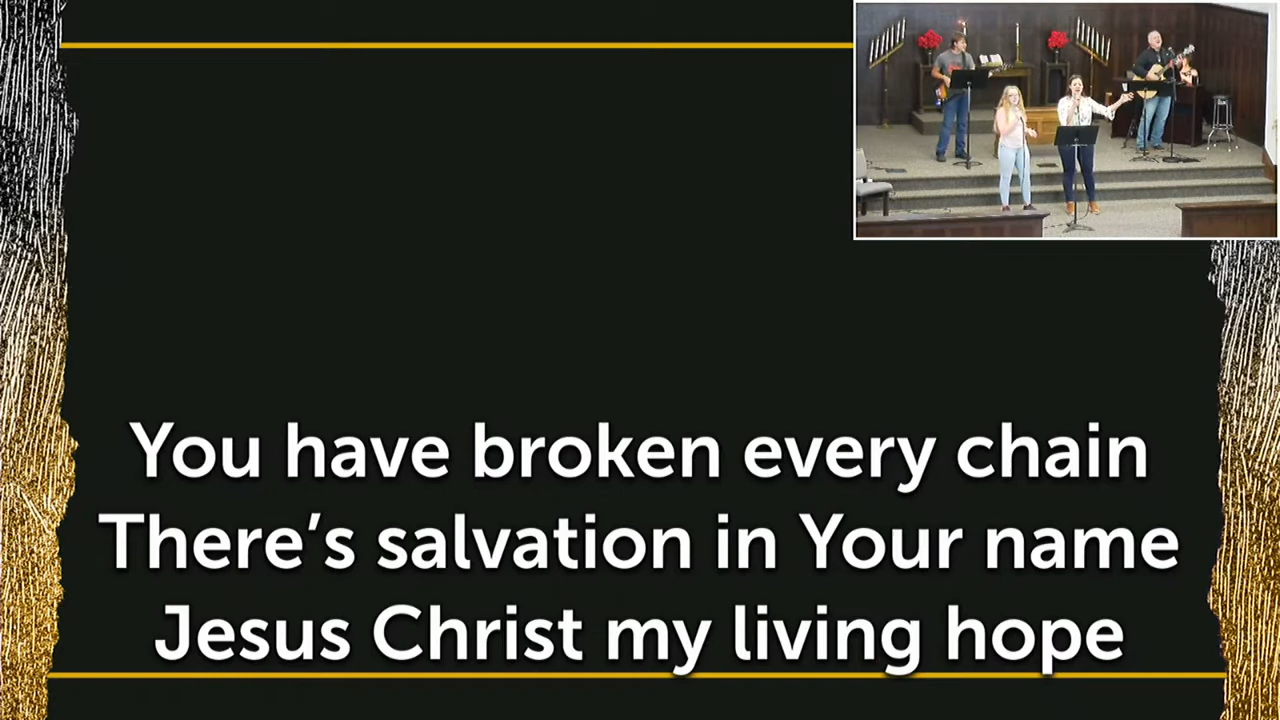 You have broken every chain
There’s salvation in Your name
Jesus Christ my living hope